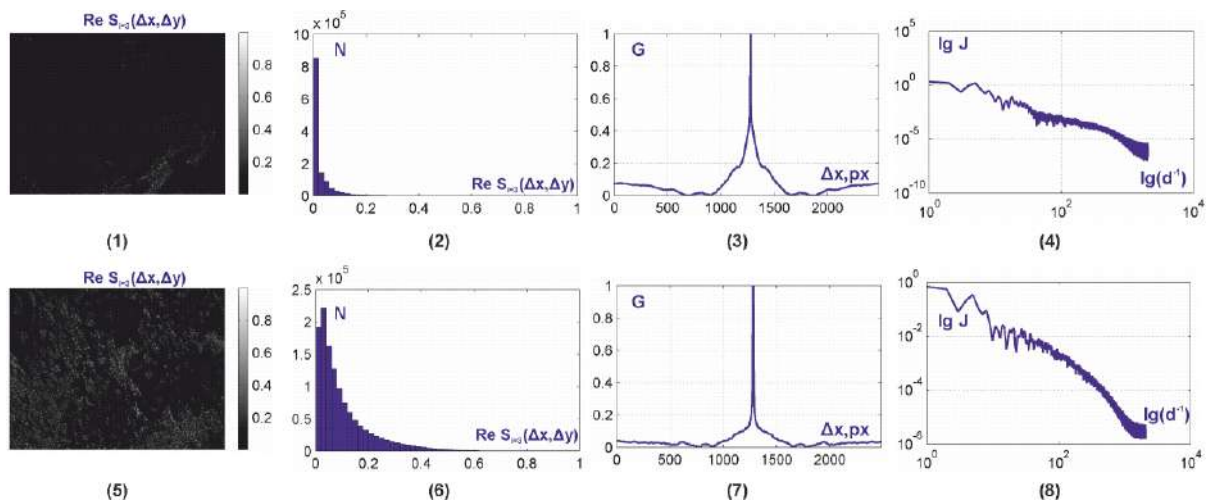 Re S_{i=3}(Δx,Δy)
0.8
0.6
0.4
0.2
(1)
× 10^5
N
10
8
6
4
2
0
0 0.2 0.4 0.6 0.8 1
Re S_{i=3}(Δx,Δy)
(2)
G
1
0.8
0.6
0.4
0.2
0
0 500 1000 1500 2000
Δx,px
(3)
lg J
10^5
10^0
10^-5
10^-10
10^0 10^2 10^4
lg(d^-1)
(4)
Re S_{i=3}(Δx,Δy)
0.8
0.6
0.4
0.2
(5)
× 10^5
N
2.5
2
1.5
1
0.5
0
0 0.2 0.4 0.6 0.8 1
Re S_{i=3}(Δx,Δy)
(6)
G
1
0.8
0.6
0.4
0.2
0
0 500 1000 1500 2000
Δx,px
(7)
10^0
lg J
10^-2
10^-4
10^-6
10^0 10^2 10^4
lg(d^-1)
(8)